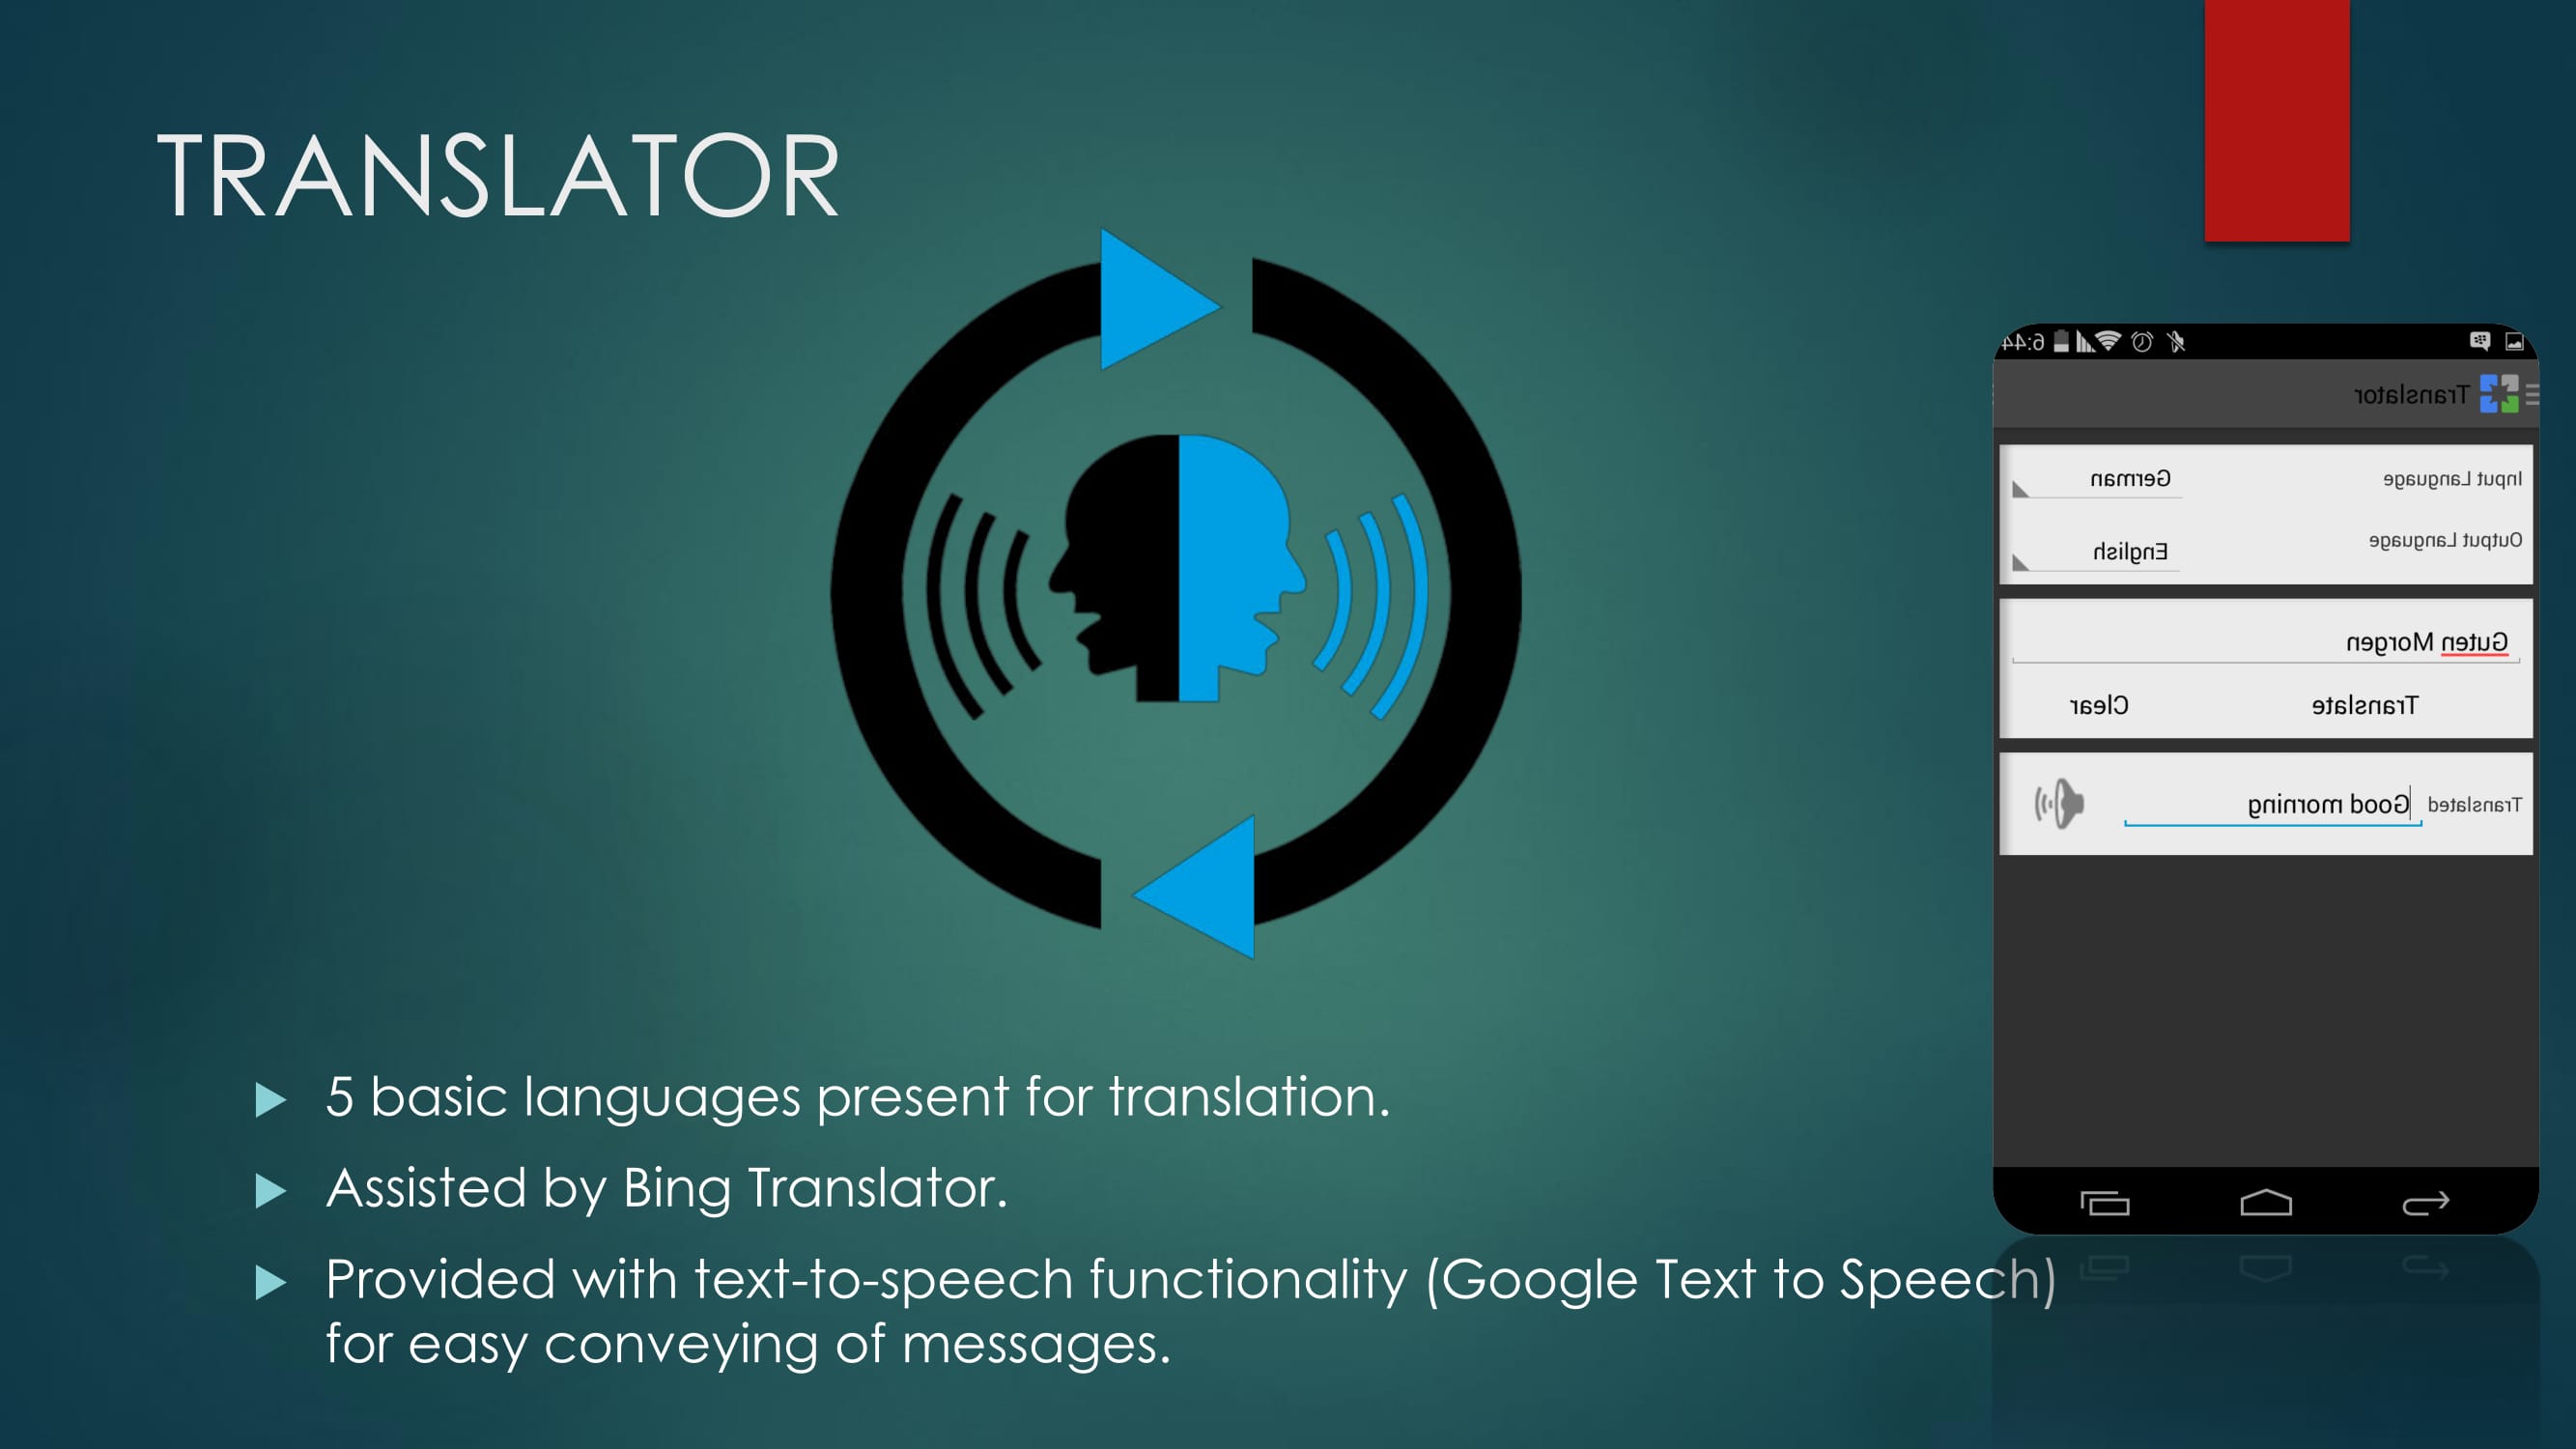 TRANSLATOR
6:44
Translator
Input Language German
Output Language English
Guten Morgen
Translate Clear
Translated Good morning
5 basic languages present for translation.
Assisted by Bing Translator.
Provided with text-to-speech functionality (Google Text to Speech)
for easy conveying of messages.